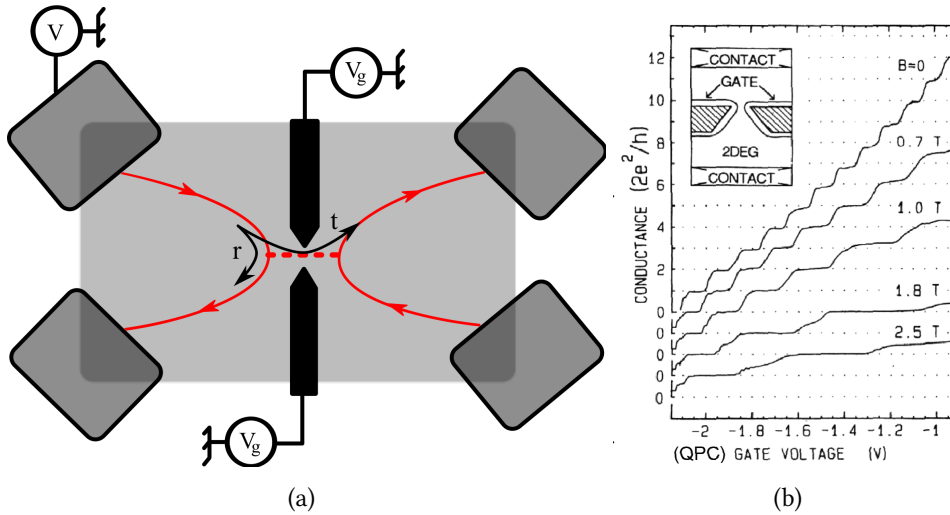 V
V_g
t
r
V_g
(a)
12
10
8
6
4
2
0
0
0
0
0
CONDUCTANCE (2e²/h)
CONTACT
GATE
2DEG
CONTACT
B=0
0.7 T
1.0 T
1.8 T
2.5 T
-2 -1.8 -1.6 -1.4 -1.2 -1
(QPC) GATE VOLTAGE (V)
(b)